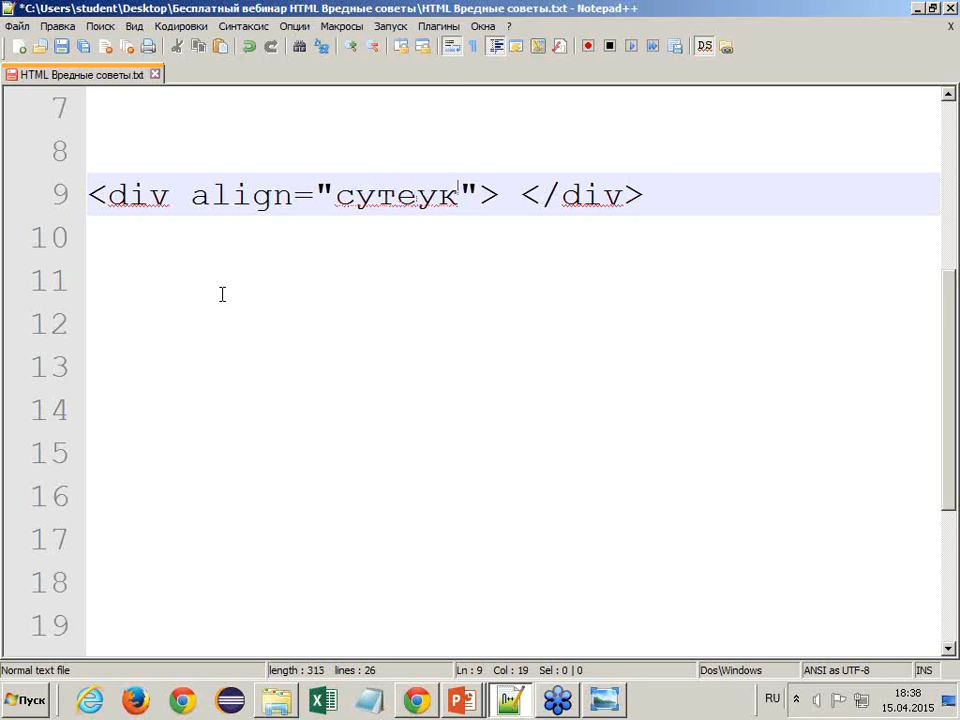 *C:\Users\student\Desktop\Бесплатный вебинар HTML Вредные советы\HTML Вредные советы.txt - Notepad++
Файл Правка Поиск Вид Кодировки Синтаксис Опции Макросы Запуск Плагины Окна ? X
HTML Вредные советы.txt
7
8
9 <div align="сутеук"> </div>
10
11
12
13
14
15
16
17
18
19
Normal text file length : 315 lines : 26 Ln : 9 Col : 19 Sel : 0 | 0 Dos\Windows ANSI as UTF-8 INS
Пуск RU 18:38
15.04.2015